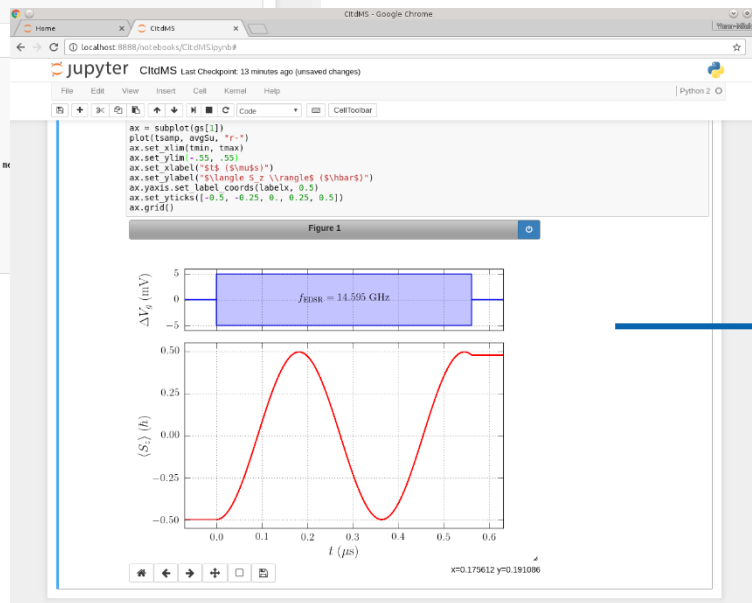 CItdMS - Google Chrome
Home
CItdMS
localhost:8888/notebooks/CItdMS.ipynb#
jupyter CItdMS Last Checkpoint: 13 minutes ago (unsaved changes)
File Edit View Insert Cell Kernel Help
Python 2
Code
CellToolbar
ax = subplot(gs[1])
plot(tsamp, avgSu, "r-")
ax.set_xlim(tmin, tmax)
ax.set_ylim(-.55, .55)
ax.set_xlabel("$t$ ($\mu$s)")
ax.set_ylabel("$\langle S_z \\rangle$ ($\hbar$)")
ax.yaxis.set_label_coords(labelx, 0.5)
ax.set_yticks([-0.5, -0.25, 0., 0.25, 0.5])
ax.grid()
Figure 1
ΔV_g (mV)
5
0
−5
f_EDSR = 14.595 GHz
⟨S_z⟩ (ħ)
0.50
0.25
0.00
−0.25
−0.50
0.0 0.1 0.2 0.3 0.4 0.5 0.6
t (μs)
x=0.175612 y=0.191086